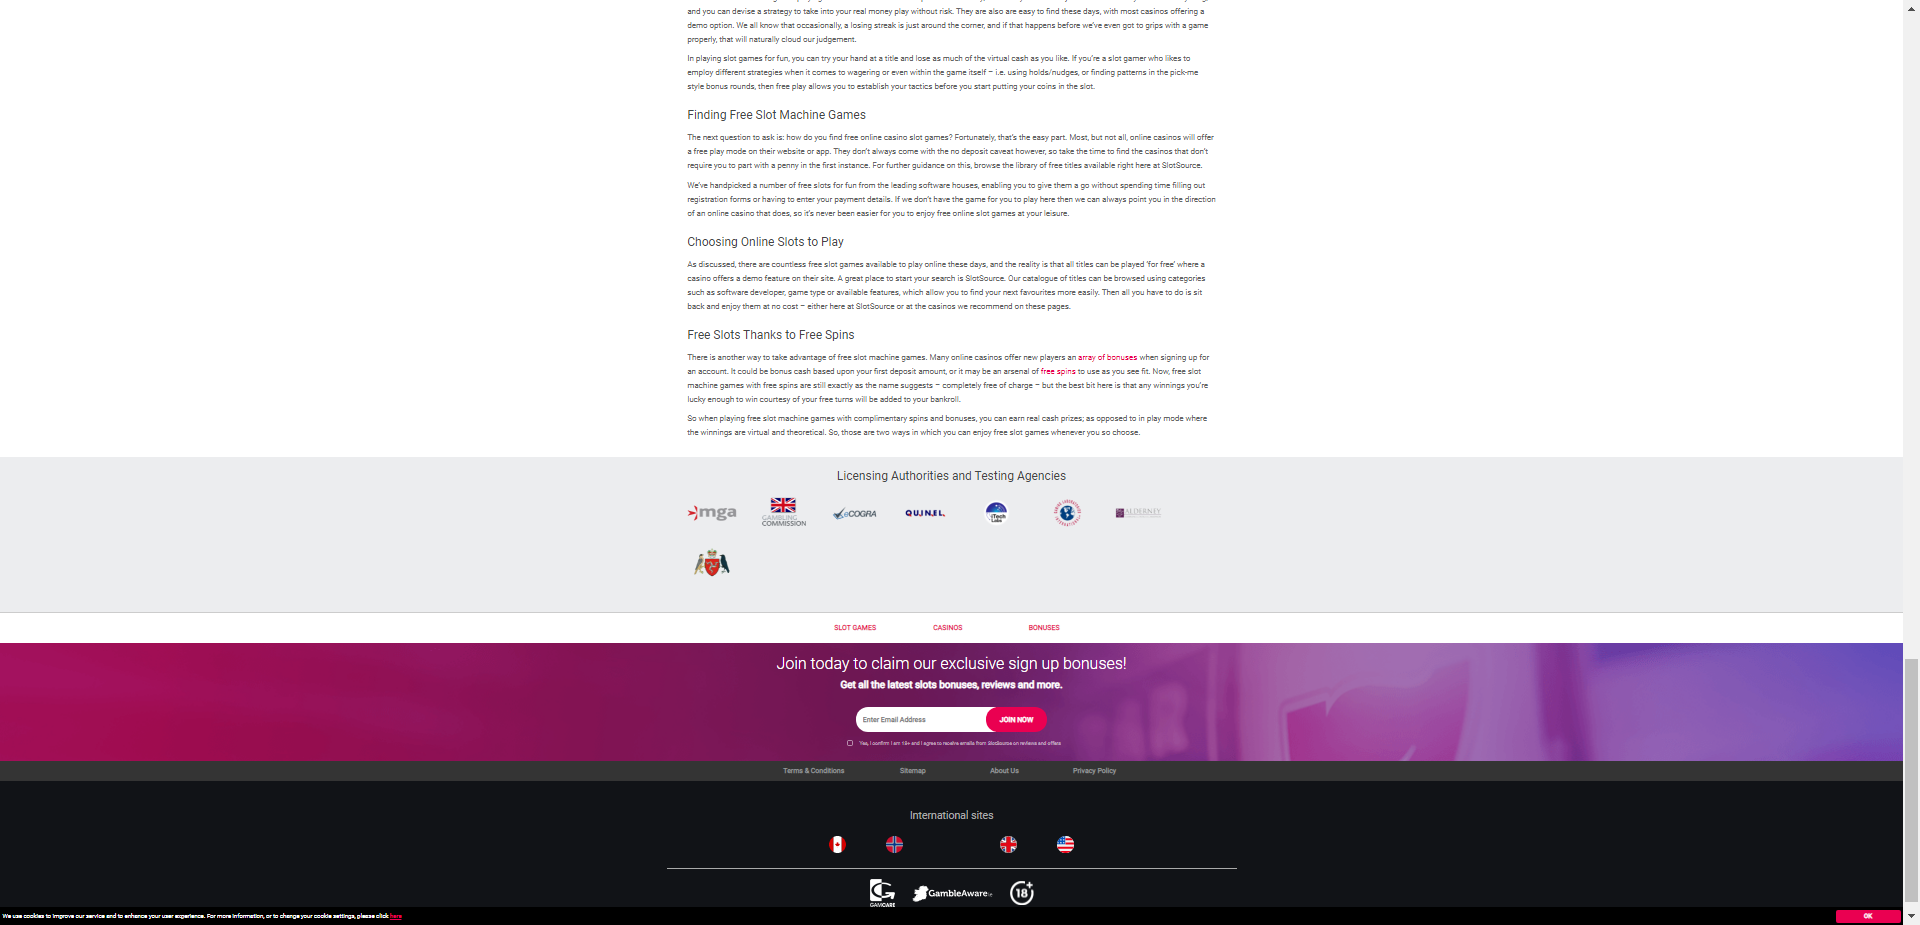 and you can devise a strategy to take into your real money play without risk. They are also are easy to find these days, with most casinos offering a
demo option. We all know that occasionally, a losing streak is just around the corner, and if that happens before we've even got to grips with a game
properly, that will naturally cloud our judgement.
In playing slot games for fun, you can try your hand at a title and lose as much of the virtual cash as you like. If you're a slot gamer who likes to
employ different strategies when it comes to wagering or even within the game itself – i.e. using holds/nudges, or finding patterns in the pick-me
style bonus rounds, then free play allows you to establish your tactics before you start putting your coins in the slot.
Finding Free Slot Machine Games
The next question to ask is: how do you find free online casino slot games? Fortunately, that's the easy part. Most, but not all, online casinos will offer
a free play mode on their website or app. They don't always come with the no deposit caveat however, so take the time to find the casinos that don't
require you to part with a penny in the first instance. For further guidance on this, browse the library of free titles available right here at SlotSource.
We've handpicked a number of free slots for fun from the leading software houses, enabling you to give them a go without spending time filling out
registration forms or having to enter your payment details. If we don't have the game for you to play here then we can always point you in the direction
of an online casino that does, so it's never been easier for you to enjoy free online slot games at your leisure.
Choosing Online Slots to Play
As discussed, there are countless free slot games available to play online these days, and the reality is that all titles can be played 'for free' where a
casino offers a demo feature on their site. A great place to start your search is SlotSource. Our catalogue of titles can be browsed using categories
such as software developer, game type or available features, which allow you to find your next favourites more easily. Then all you have to do is sit
back and enjoy them at no cost – either here at SlotSource or at the casinos we recommend on these pages.
Free Slots Thanks to Free Spins
There is another way to take advantage of free slot machine games. Many online casinos offer new players an array of bonuses when signing up for
an account. It could be bonus cash based upon your first deposit amount, or it may be an arsenal of free spins to use as you see fit. Now, free slot
machine games with free spins are still exactly as the name suggests – completely free of charge – but the best bit here is that any winnings you're
lucky enough to win courtesy of your free turns will be added to your bankroll.
So when playing free slot machine games with complimentary spins and bonuses, you can earn real cash prizes; as opposed to in play mode where
the winnings are virtual and theoretical. So, those are two ways in which you can enjoy free slot games whenever you so choose.
Licensing Authorities and Testing Agencies
mga
GAMBLING
COMMISSION
eCOGRA
QUINEL
iTech
Labs
ALDERNEY
SLOT GAMES CASINOS BONUSES
Join today to claim our exclusive sign up bonuses!
Get all the latest slots bonuses, reviews and more.
Enter Email Address JOIN NOW
Yes, I confirm I am 18+ and I agree to receive emails from SlotSource on reviews and offers
Terms & Conditions Sitemap About Us Privacy Policy
International sites
GAMCARE
GambleAware.ie
18+
We use cookies to improve our service and to enhance your user experience. For more information, or to change your cookie settings, please click here
OK